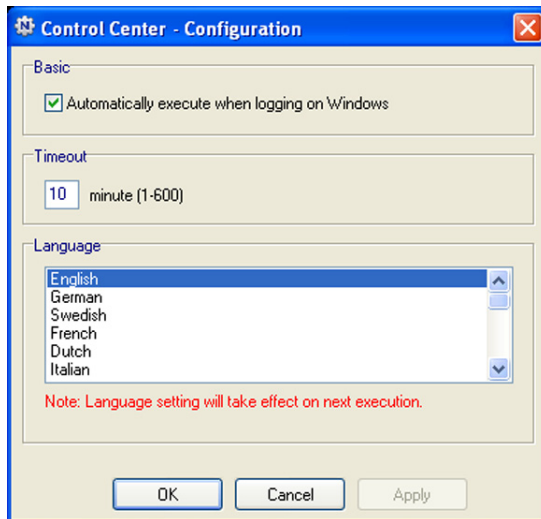 Control Center - Configuration
Basic
Automatically execute when logging on Windows
Timeout
10 minute (1-600)
Language
English
German
Swedish
French
Dutch
Italian
Note: Language setting will take effect on next execution.
OK Cancel Apply